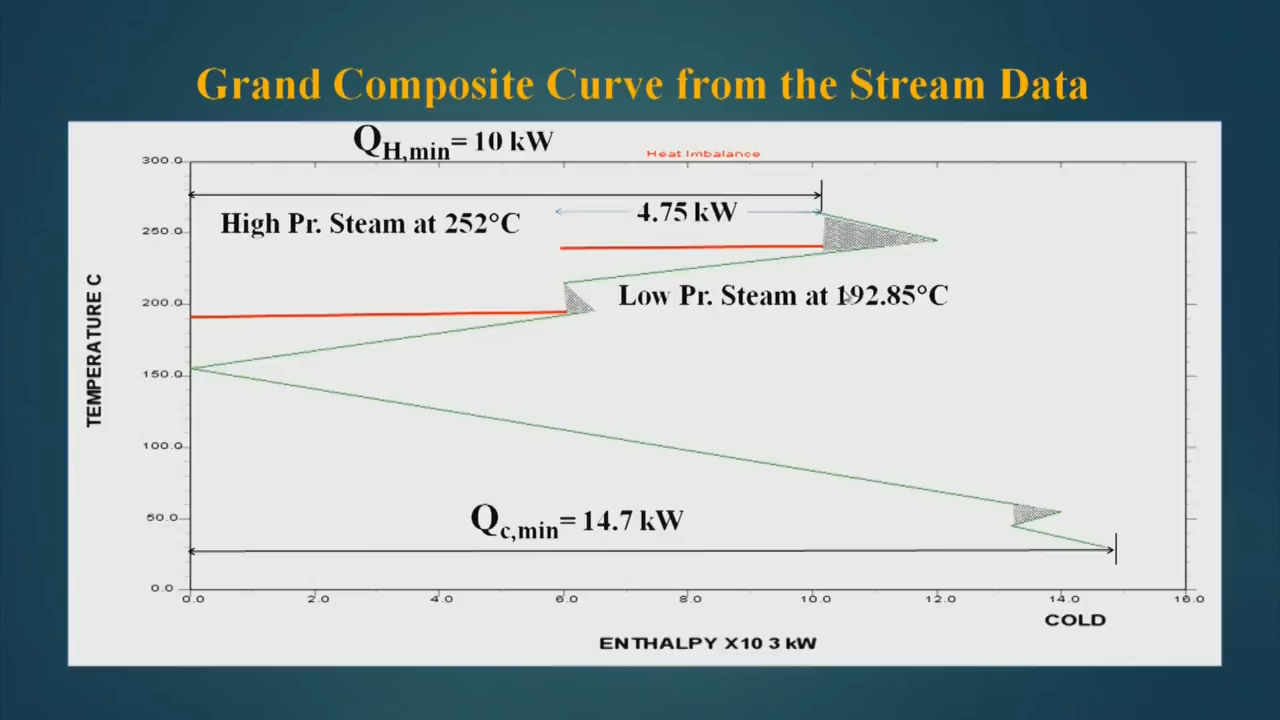 Grand Composite Curve from the Stream Data
QH,min= 10 kW
Heat Imbalance
300.0
High Pr. Steam at 252°C
4.75 kW
250.0
Low Pr. Steam at 192.85°C
200.0
TEMPERATURE C
150.0
100.0
Qc,min= 14.7 kW
50.0
0.0
0.0 2.0 4.0 6.0 8.0 10.0 12.0 14.0 16.0
COLD
ENTHALPY X10 3 kW